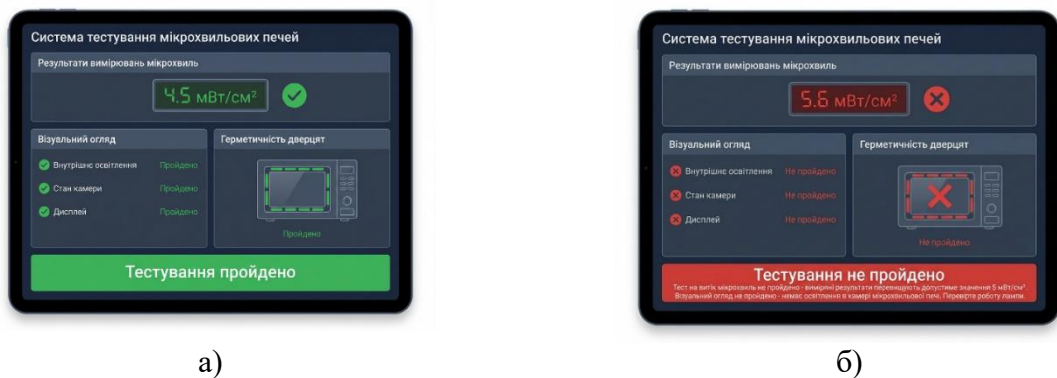 Система тестування мікрохвильових печей
Результати вимірювань мікрохвиль
4.5 мВт/см²
Візуальний огляд
Внутрішнє освітлення Пройдено
Стан камери Пройдено
Дисплей Пройдено
Герметичність дверцят
Пройдено
Тестування пройдено
а)
Система тестування мікрохвильових печей
Результати вимірювань мікрохвиль
5.6 мВт/см²
Візуальний огляд
Внутрішнє освітлення Не пройдено
Стан камери Не пройдено
Дисплей Не пройдено
Герметичність дверцят
Не пройдено
Тестування не пройдено
Тест на витік мікрохвиль не пройдено - виміряні результати перевищують допустиме значення 5 мВт/см².
Візуальний огляд не пройдено - немає освітлення в камері мікрохвильової печі. Перевірте роботу лампи.
б)